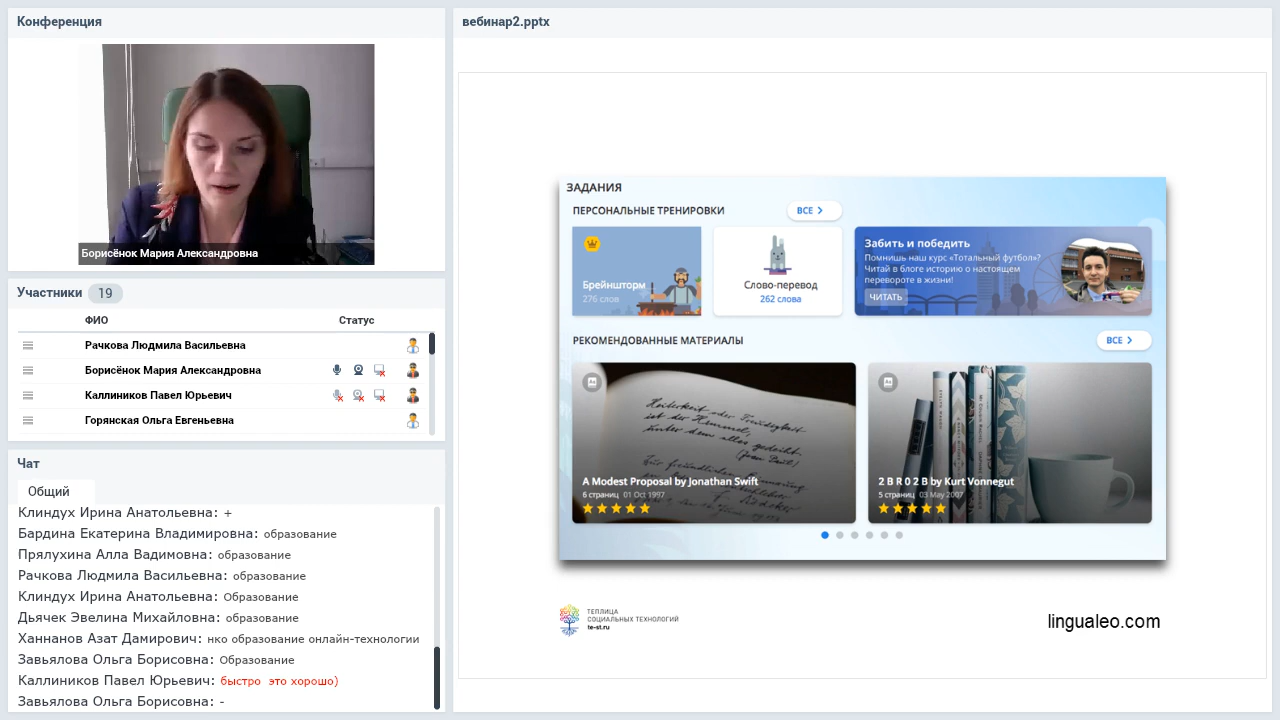 Конференция
Борисёнок Мария Александровна
Участники 19
ФИО Статус
Рачкова Людмила Васильевна
Борисёнок Мария Александровна
Каллиников Павел Юрьевич
Горянская Ольга Евгеньевна
Чат
Общий
Клиндух Ирина Анатольевна: +
Бардина Екатерина Владимировна: образование
Прялухина Алла Вадимовна: образование
Рачкова Людмила Васильевна: образование
Клиндух Ирина Анатольевна: Образование
Дьячек Эвелина Михайловна: образование
Ханнанов Азат Дамирович: нко образование онлайн-технологии
Завьялова Ольга Борисовна: Образование
Каллиников Павел Юрьевич: быстро это хорошо)
Завьялова Ольга Борисовна: -
вебинар2.pptx
ЗАДАНИЯ
ПЕРСОНАЛЬНЫЕ ТРЕНИРОВКИ
ВСЕ
Брейншторм
276 слов
Слово-перевод
262 слова
Забить и победить
Помнишь наш курс «Тотальный футбол»?
Читай в блоге историю о настоящем
перевороте в жизни!
ЧИТАТЬ
РЕКОМЕНДОВАННЫЕ МАТЕРИАЛЫ
ВСЕ
A Modest Proposal by Jonathan Swift
6 страниц 01 Oct 1997
2 B R 0 2 B by Kurt Vonnegut
5 страниц 03 May 2007
ТЕПЛИЦА
СОЦИАЛЬНЫХ ТЕХНОЛОГИЙ
te-st.ru
lingualeo.com